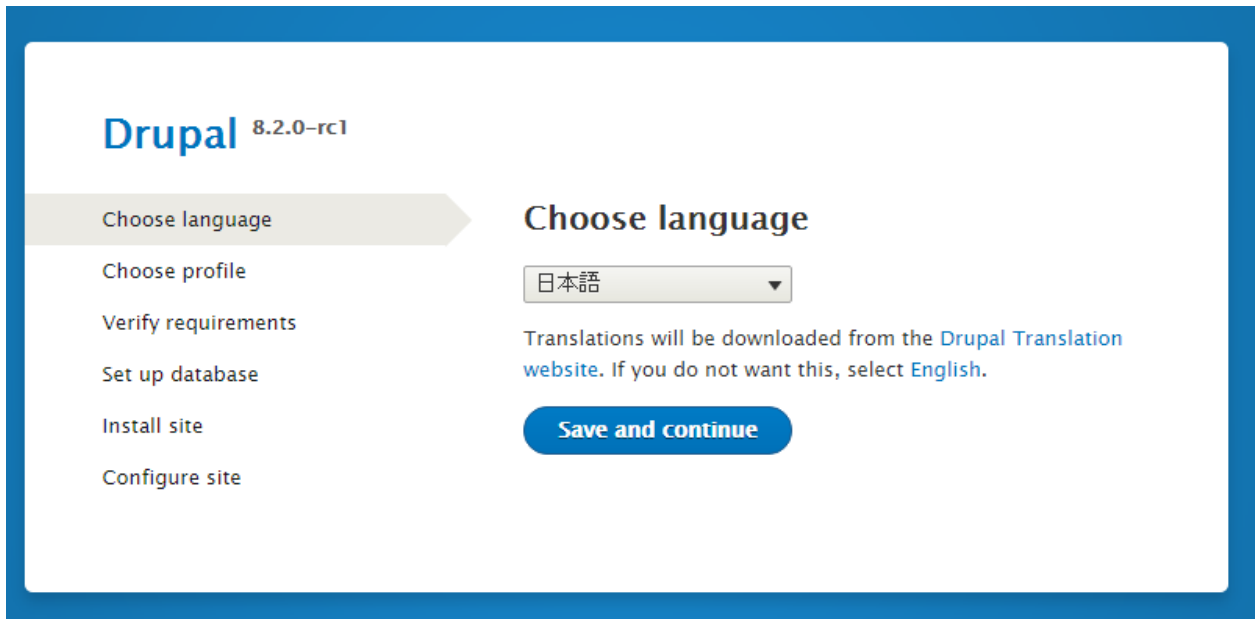 Drupal 8.2.0-rc1
Choose language
Choose profile
Verify requirements
Set up database
Install site
Configure site
Choose language
日本語
Translations will be downloaded from the Drupal Translation
website. If you do not want this, select English.
Save and continue